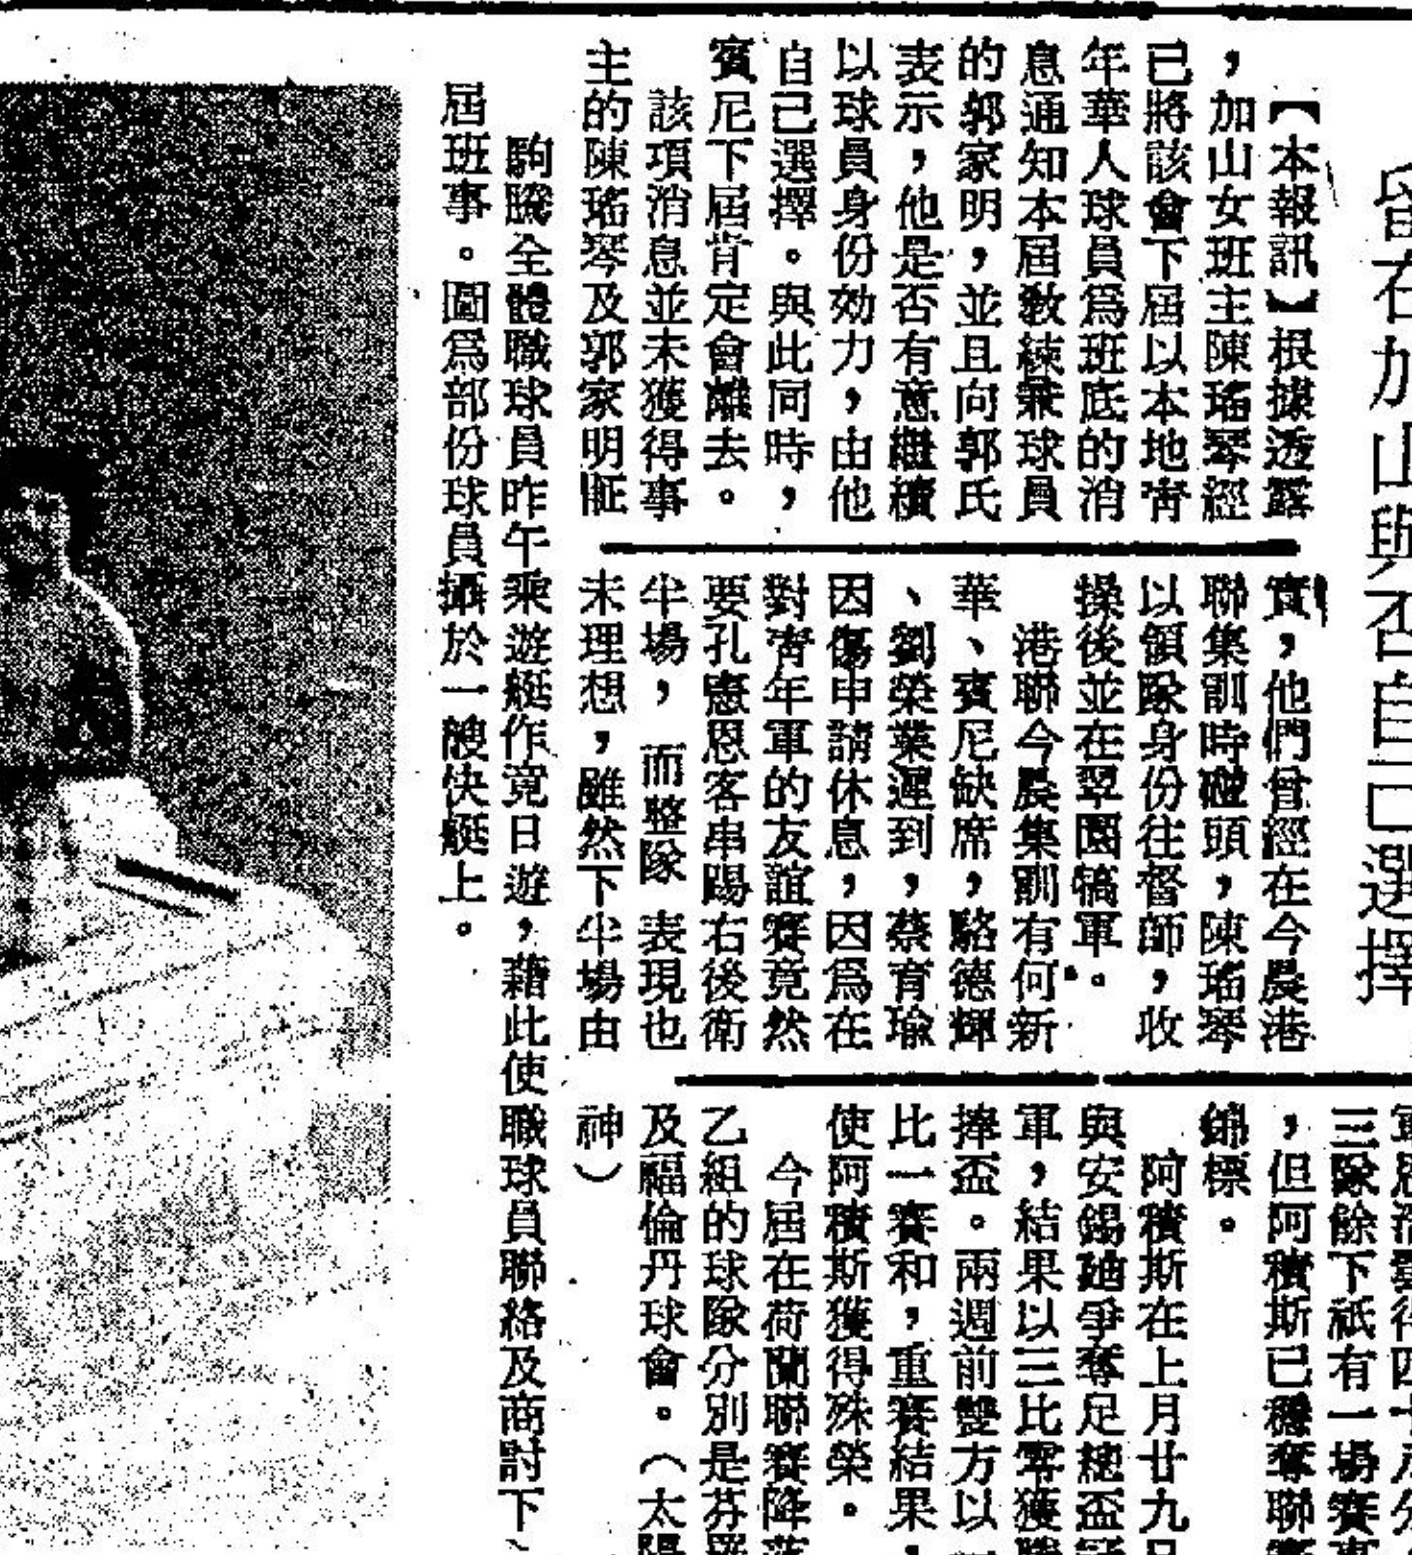 留在加山與否自己選擇
【本報訊】根據透露
，加山女班主陳瑤琴經
已將該會下屆以本地青
年華人球員爲班底的消
息通知本屆教練兼球員
的郭家明，並且向郭氏
表示，他是否有意繼續
以球員身份効力，由他
自己選擇。與此同時，
賓尼下屆肯定會離去。
該項消息並未獲得事
主的陳瑤琴及郭家明証
實，他們曾經在今晨港
聯集訓時碰頭，陳瑤琴
以領隊身份往督師，收
操後並在翠園犒軍。
港聯今晨集訓有何新
華、賓尼缺席，駱德輝
、劉榮業遲到，蔡育瑜
因傷申請休息，因爲在
對青年軍的友誼賽竟然
要孔憲恩客串踢右後衛
半場，而整隊表現也
未理想，雖然下半場由
三隊餘下祇有一場賽事
，但阿積斯已穩奪聯賽
錦標。
阿積斯在上月廿九日
與安錫廸爭奪足總盃冠
軍，結果以三比零獲勝
捧盃。兩週前雙方以
比一賽和，重賽結果，
使阿積斯獲得殊榮。
今屆在荷蘭聯賽降落
乙組的球隊分別是芬羅
及福倫丹球會。（太陽
神）
駒騰全體職球員昨午乘遊艇作竟日遊，藉此使職球員聯絡及商討下
屆班事。圖爲部份球員攝於一艘快艇上。